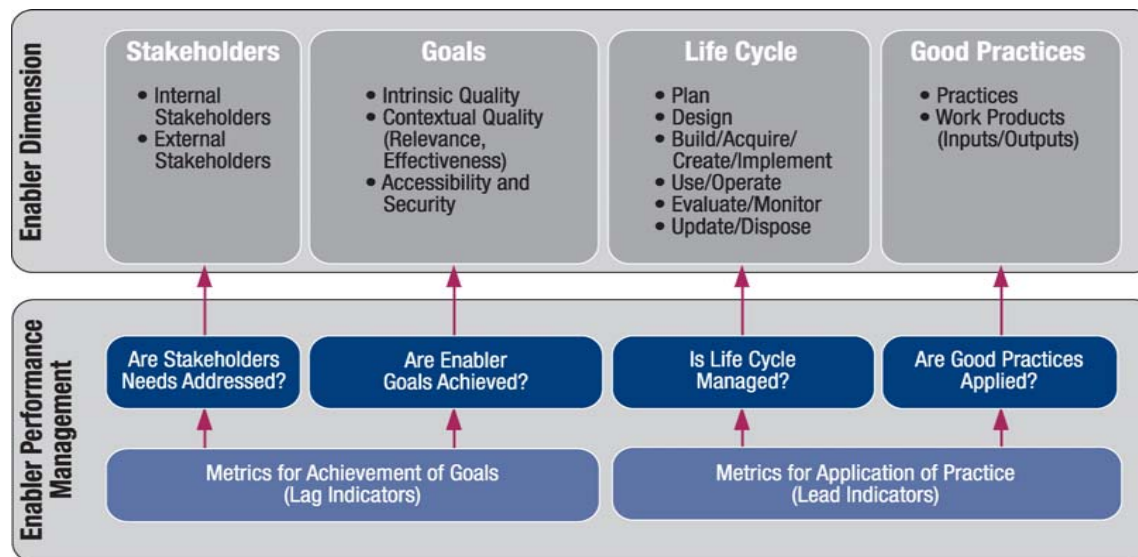 Enabler Dimension
Stakeholders
• Internal
Stakeholders
• External
Stakeholders
Goals
• Intrinsic Quality
• Contextual Quality
(Relevance,
Effectiveness)
• Accessibility and
Security
Life Cycle
• Plan
• Design
• Build/Acquire/
Create/Implement
• Use/Operate
• Evaluate/Monitor
• Update/Dispose
Good Practices
• Practices
• Work Products
(Inputs/Outputs)
Enabler Performance
Management
Are Stakeholders
Needs Addressed?
Are Enabler
Goals Achieved?
Is Life Cycle
Managed?
Are Good Practices
Applied?
Metrics for Achievement of Goals
(Lag Indicators)
Metrics for Application of Practice
(Lead Indicators)